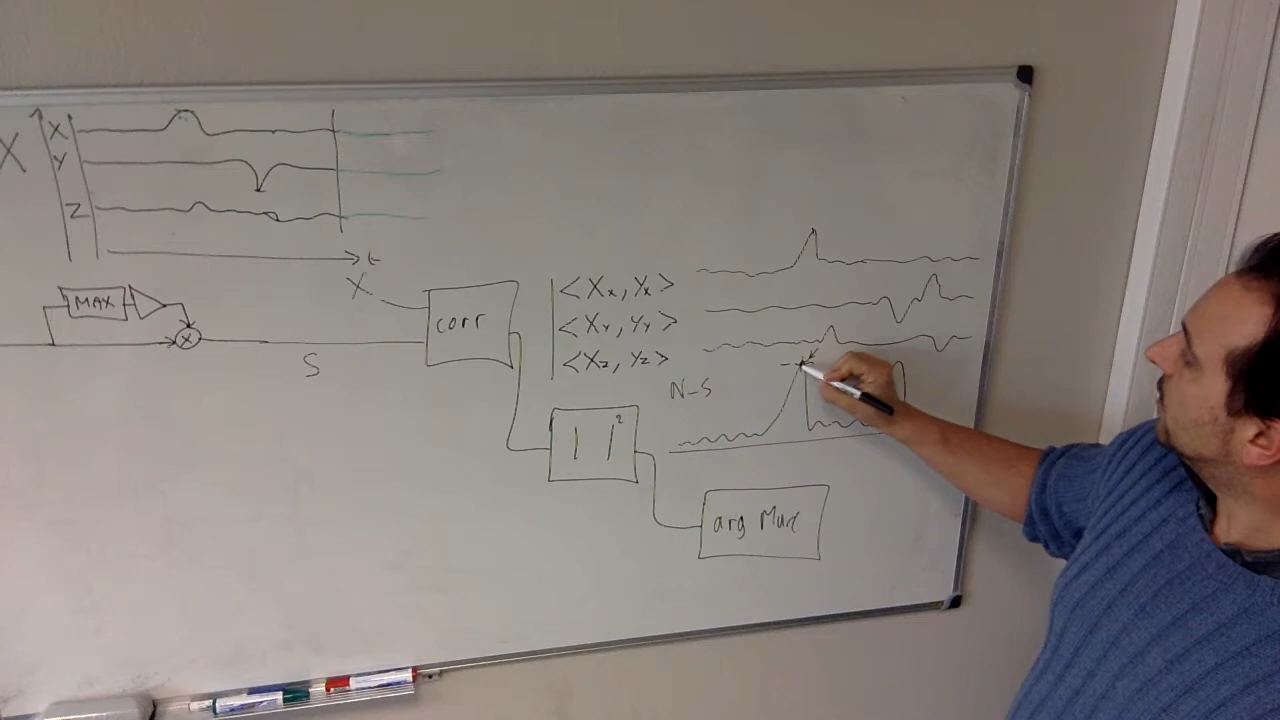 X
X
Y
Z
t
X
MAX
X
S
corr
<Xx, Yx>
<XY, YY>
<Xz, Yz>
N-S
| |²
arg Max